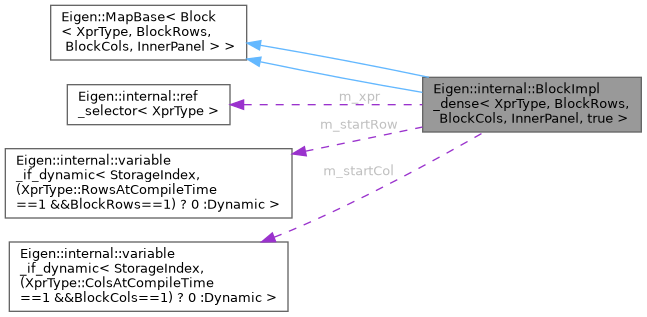 Eigen::MapBase< Block
< XprType, BlockRows,
BlockCols, InnerPanel > >
Eigen::internal::BlockImpl
_dense< XprType, BlockRows,
BlockCols, InnerPanel, true >
m_xpr
Eigen::internal::ref
_selector< XprType >
m_startRow
Eigen::internal::variable
_if_dynamic< StorageIndex,
(XprType::RowsAtCompileTime
==1 &&BlockRows==1) ? 0 :Dynamic >
m_startCol
Eigen::internal::variable
_if_dynamic< StorageIndex,
(XprType::ColsAtCompileTime
==1 &&BlockCols==1) ? 0 :Dynamic >